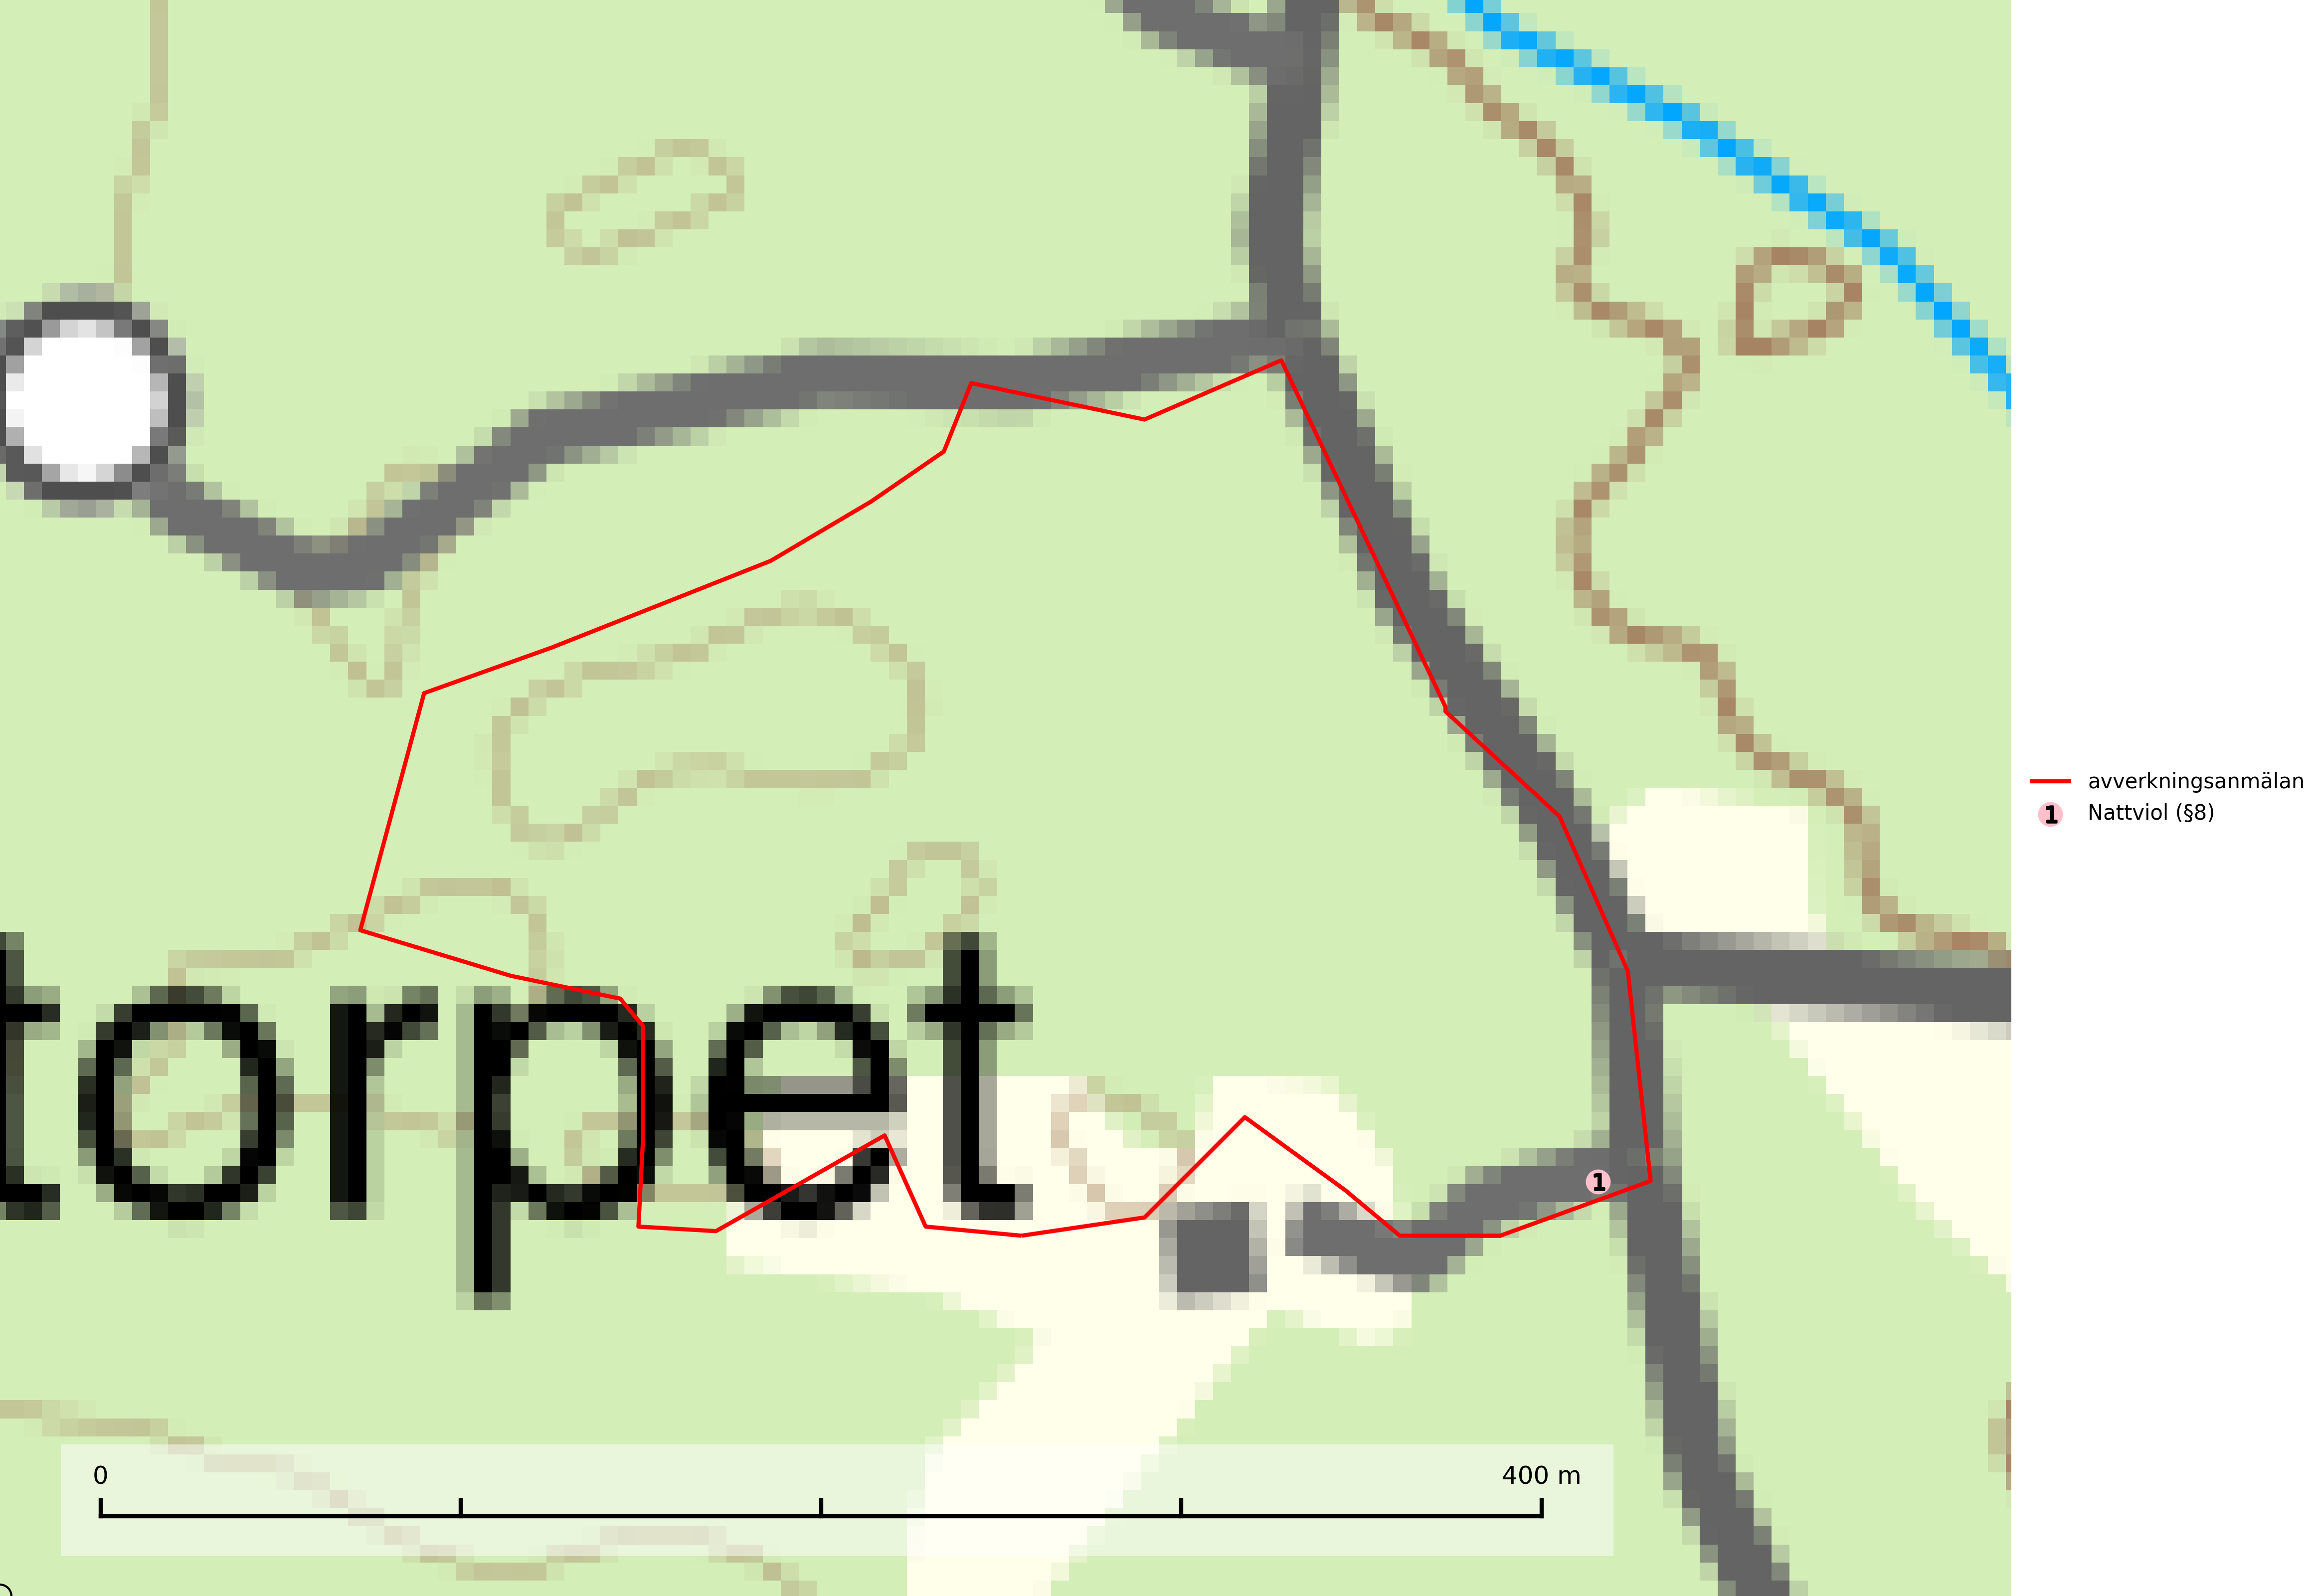 torpet
1
avverkningsanmälan
1 Nattviol (§8)
0 400 m